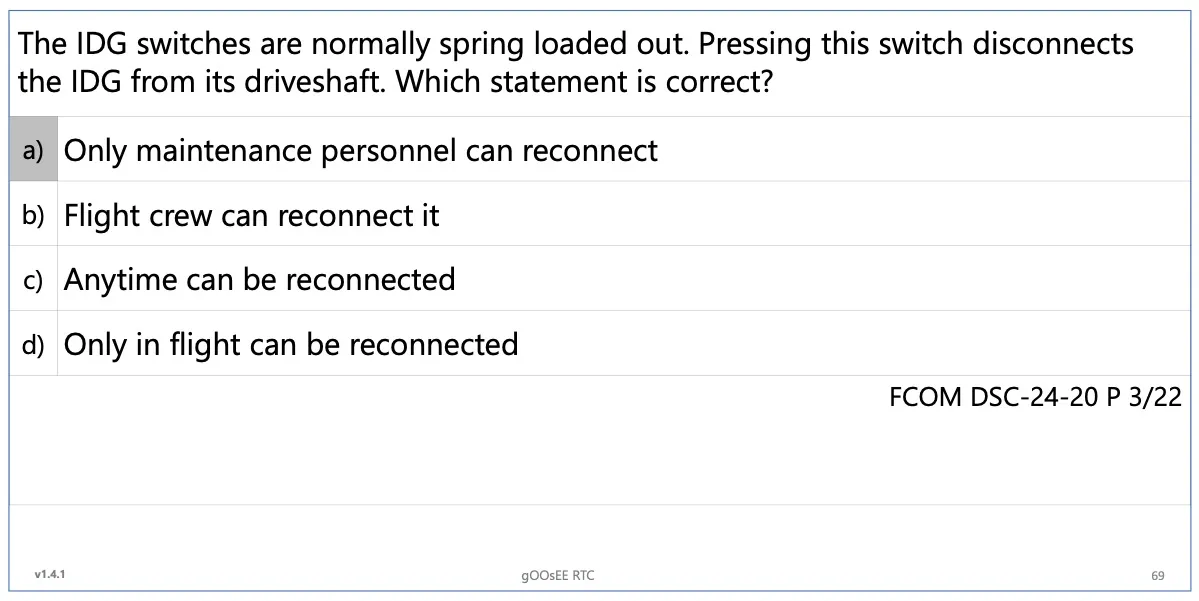 The IDG switches are normally spring loaded out. Pressing this switch disconnects
the IDG from its driveshaft. Which statement is correct?
a) Only maintenance personnel can reconnect
b) Flight crew can reconnect it
c) Anytime can be reconnected
d) Only in flight can be reconnected
FCOM DSC-24-20 P 3/22
v1.4.1 gOOsEE RTC 69